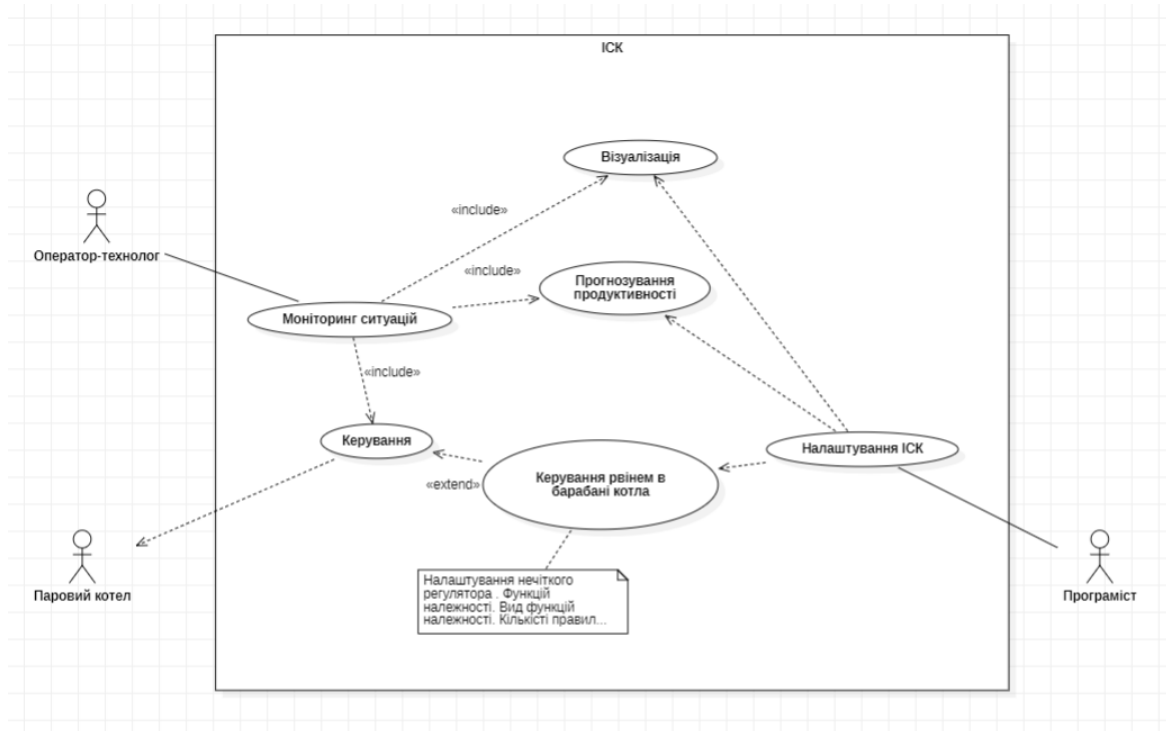 ІСК
Візуалізація
«include»
Оператор-технолог
«include»
Прогнозування
продуктивності
Моніторинг ситуацій
«include»
Керування
Налаштування ІСК
«extend»
Керування рвінем в
барабані котла
Паровий котел
Налаштування нечіткого
регулятора . Функцій
належності. Вид функцій
належності. Кількісті правил...
Програміст